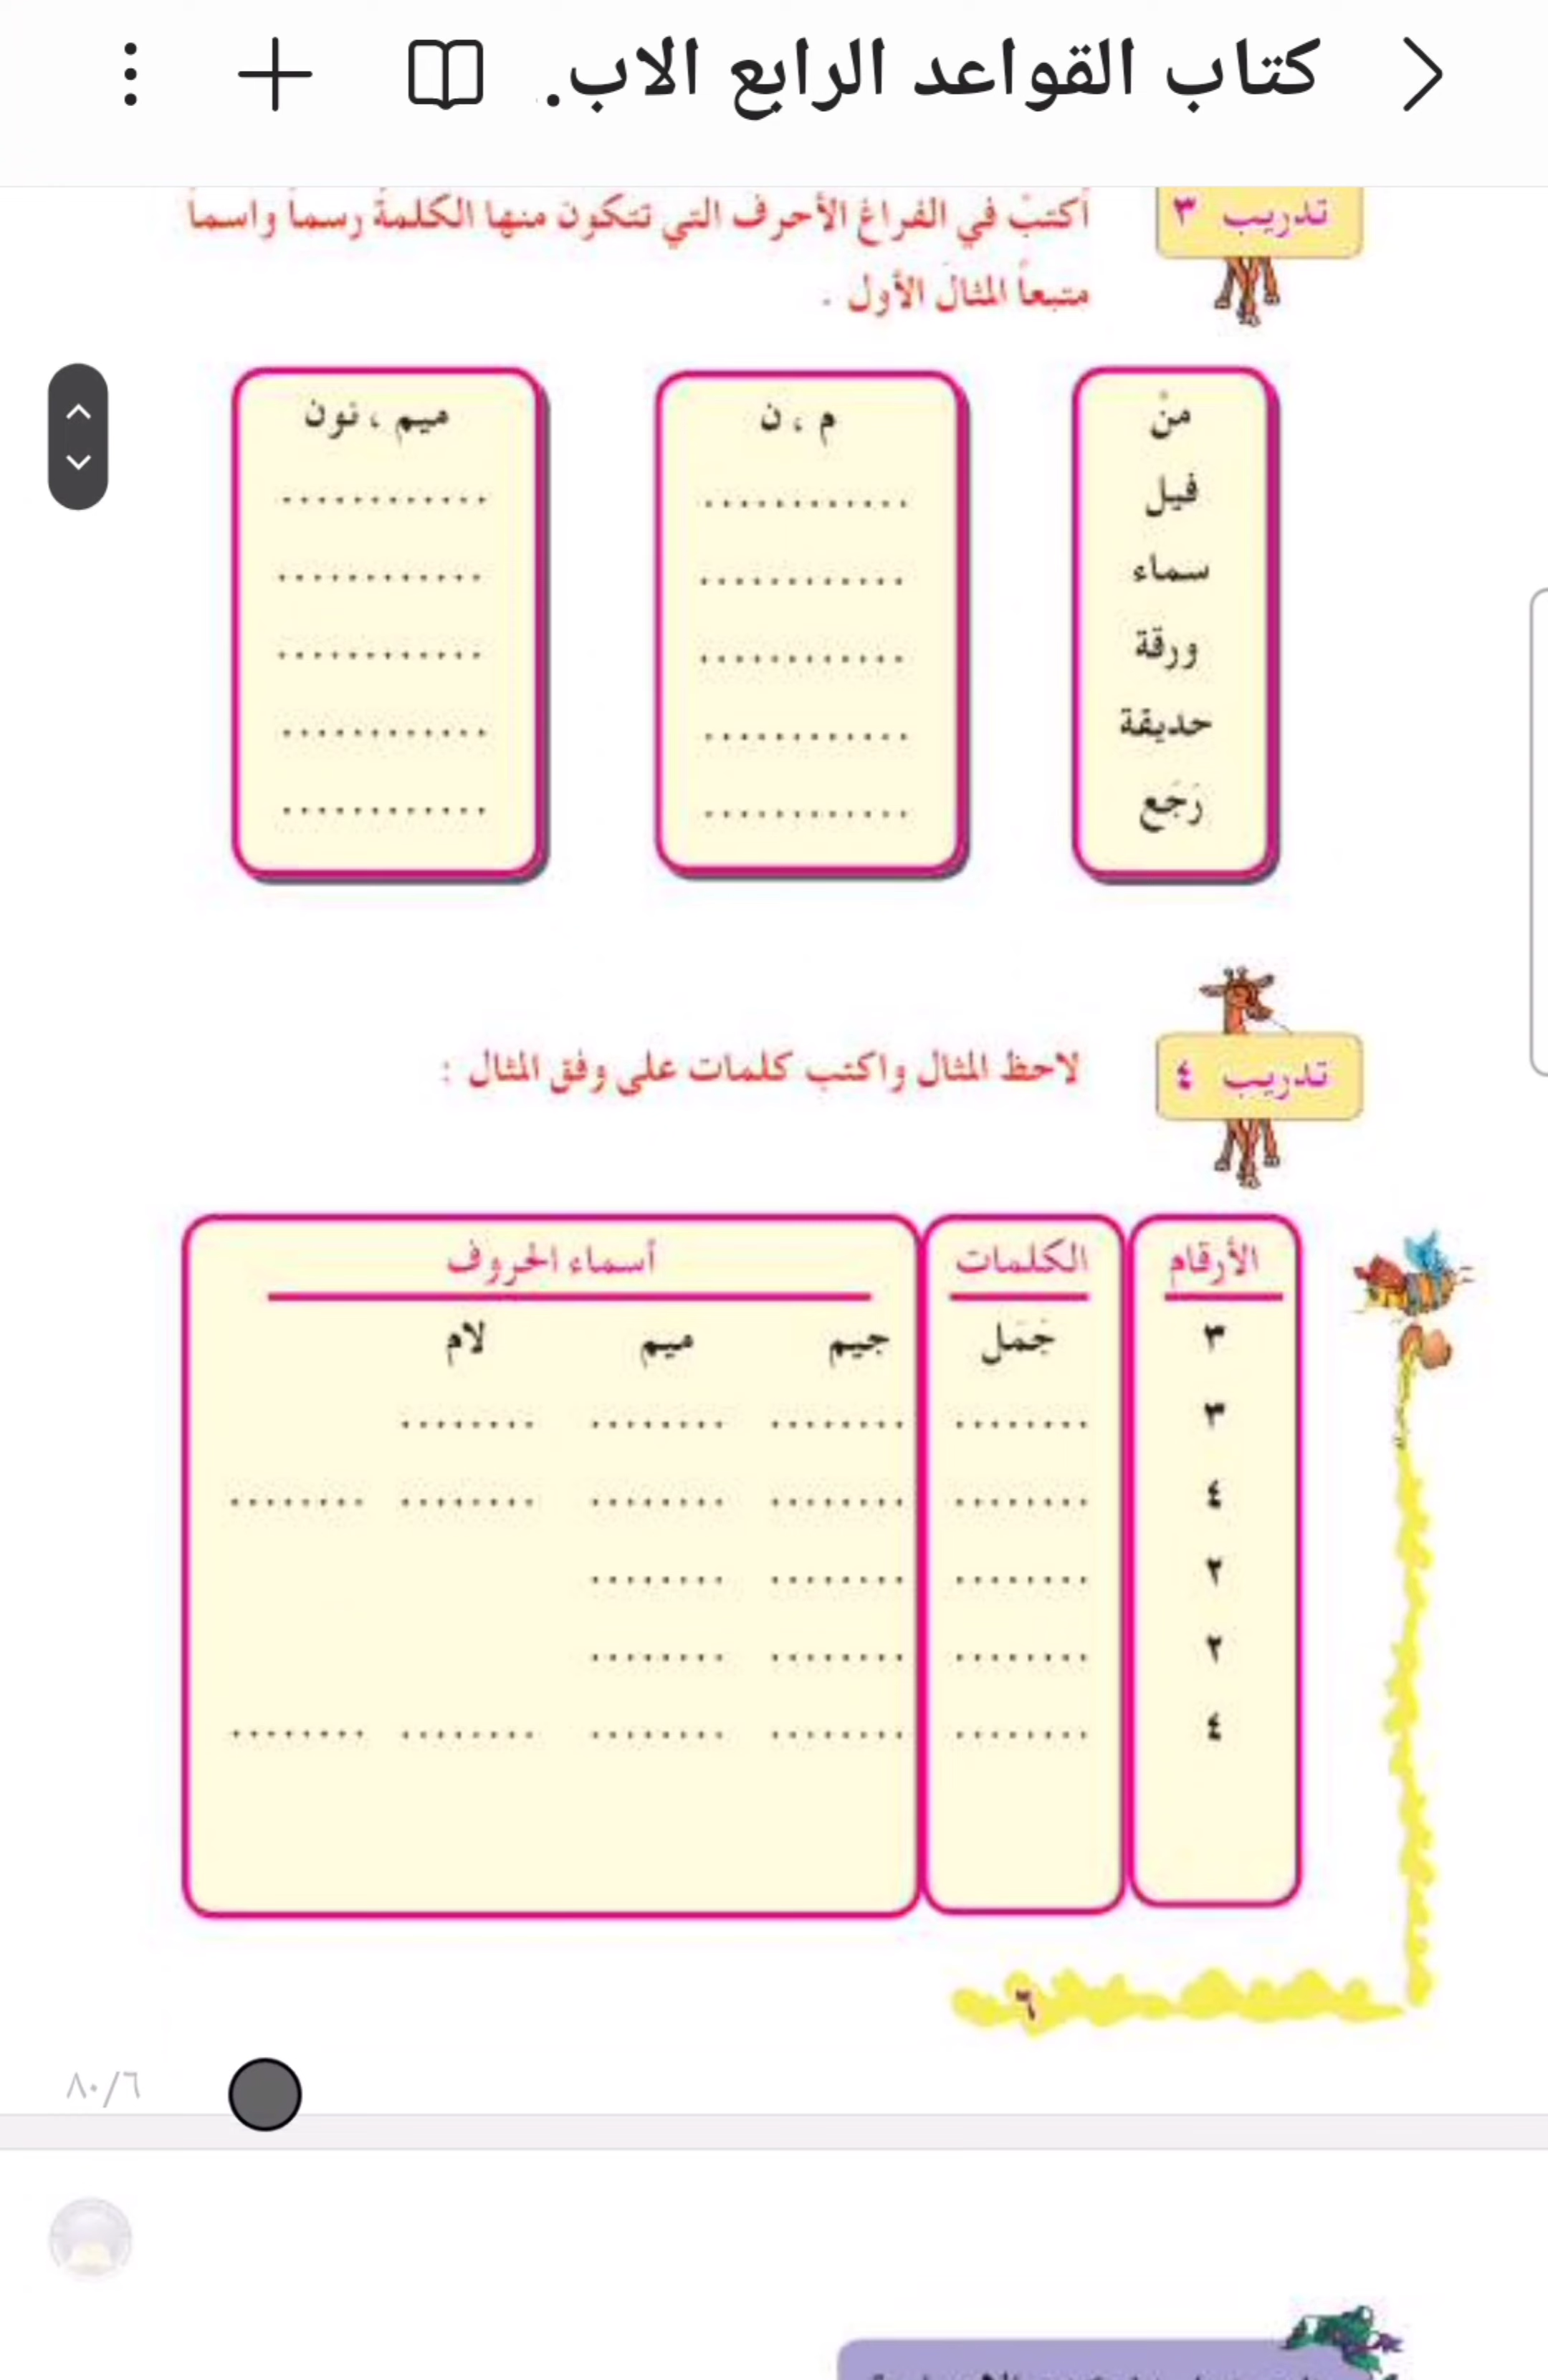 كتاب القواعد الرابع الاب.
تدريب ٣
أكتبُ في الفراغ الأحرف التي تتكون منها الكلمةُ رسماً واسماً
متبعاً المثالَ الأول .
منْ
م ، ن
ميم ، نون
فيل
............
............
سماء
............
............
ورقة
............
............
حديقة
............
............
رَجَع
............
............
تدريب ٤
لاحظ المثال واكتب كلمات على وفق المثال :
الأرقام الكلمات أسماء الحروف
٣ جَمَل جيم ميم لام
٣ ........ ........ ........ ........
٤ ........ ........ ........ ........ ........
٢ ........ ........ ........
٢ ........ ........ ........
٤ ........ ........ ........ ........ ........
٦
٨٠/٦